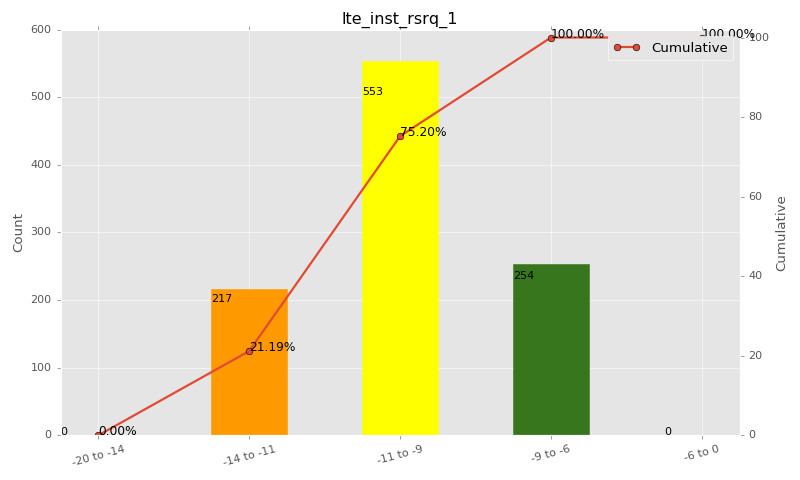 lte_inst_rsrq_1
600
500
400
300
200
100
0
Count
100
80
60
40
20
0
Cumulative
Cumulative
553
217
254
0
0
0.00%
21.19%
75.20%
100.00%
100.00%
-20 to -14
-14 to -11
-11 to -9
-9 to -6
-6 to 0